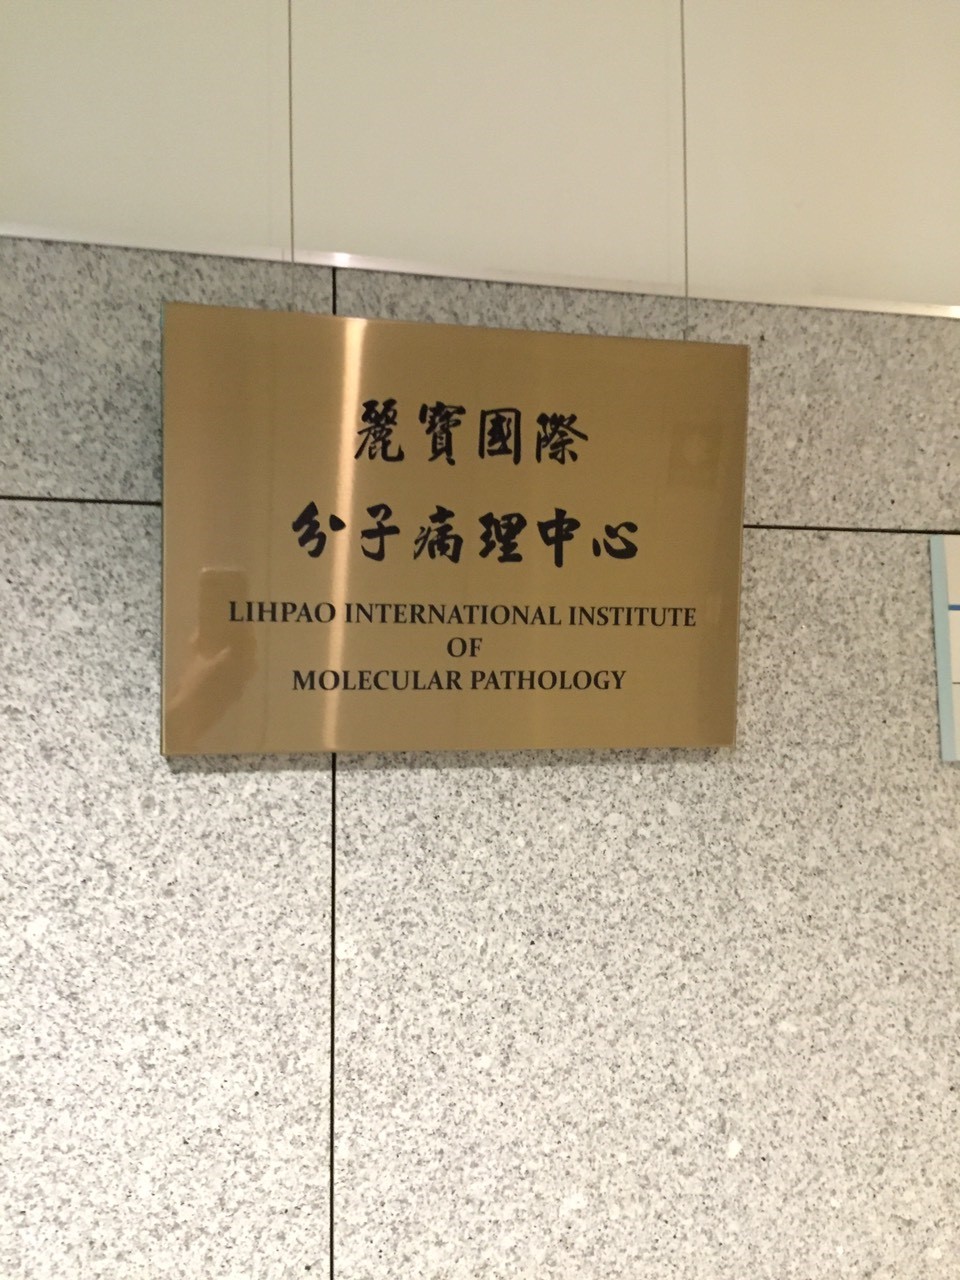 麗寶國際
分子病理中心
LIHPAO INTERNATIONAL INSTITUTE
OF
MOLECULAR PATHOLOGY